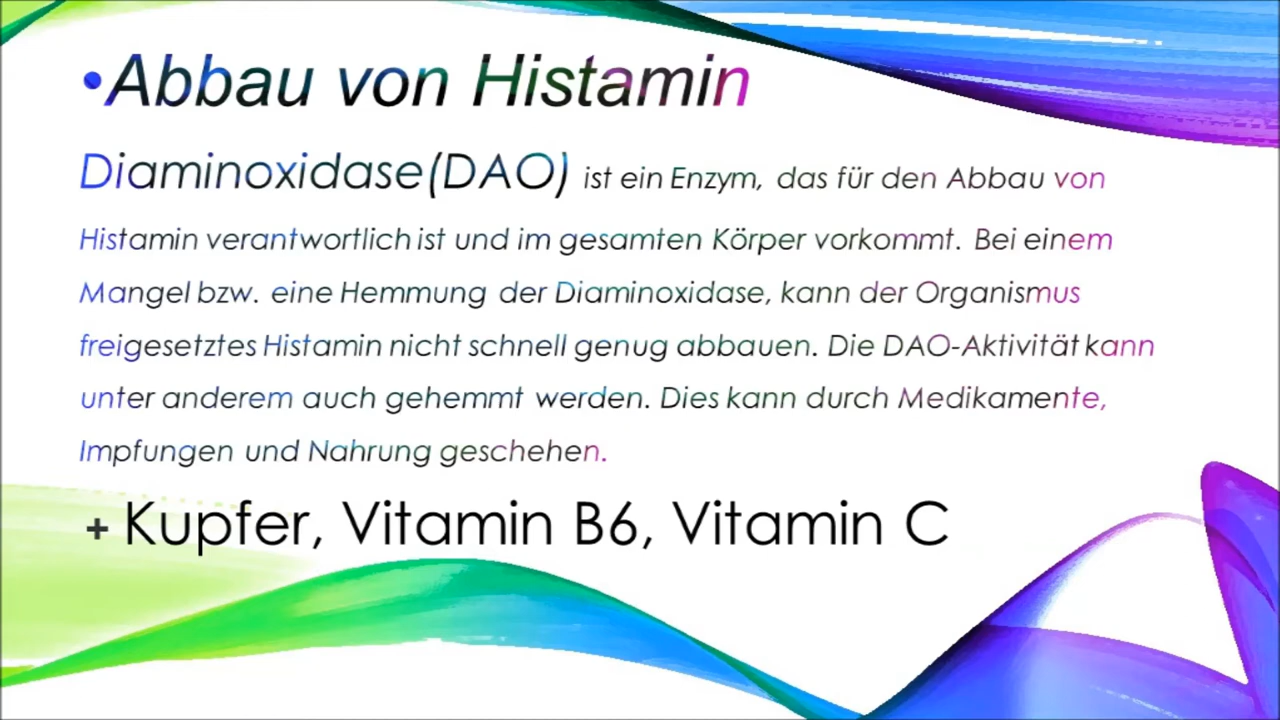 •Abbau von Histamin
Diaminoxidase(DAO) ist ein Enzym, das für den Abbau von
Histamin verantwortlich ist und im gesamten Körper vorkommt. Bei einem
Mangel bzw. eine Hemmung der Diaminoxidase, kann der Organismus
freigesetztes Histamin nicht schnell genug abbauen. Die DAO-Aktivität kann
unter anderem auch gehemmt werden. Dies kann durch Medikamente,
Impfungen und Nahrung geschehen.
+ Kupfer, Vitamin B6, Vitamin C